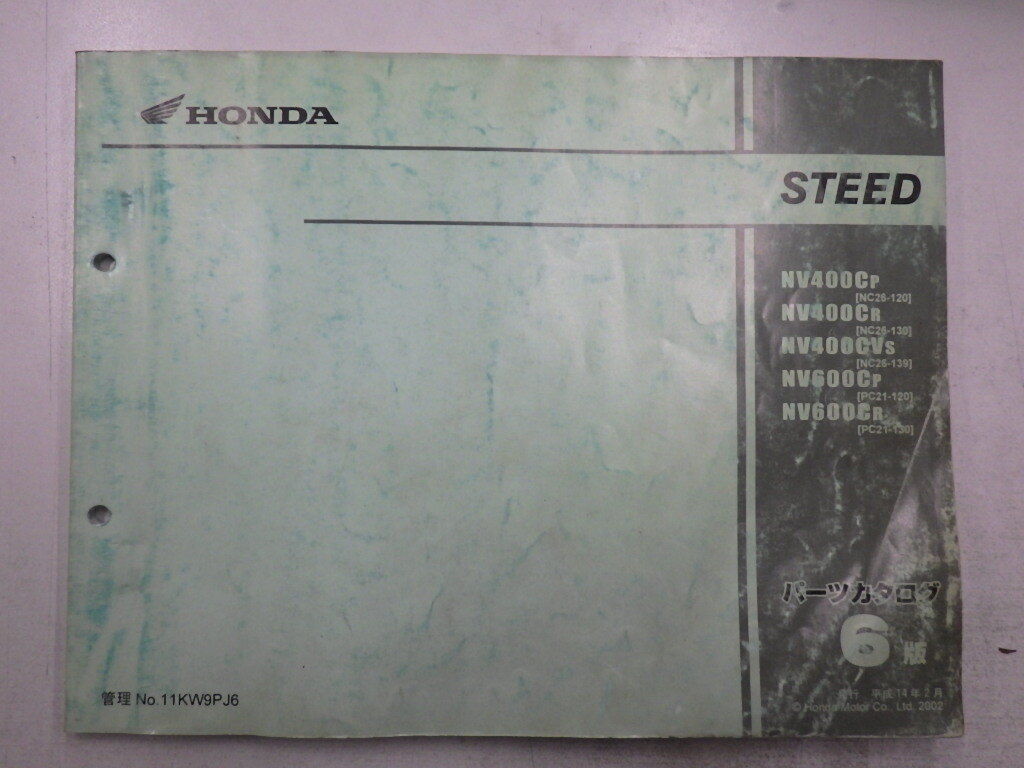 HONDA
STEED
NV400CP
[NC26-120]
NV400CR
[NC26-130]
NV400CVS
[NC26-139]
NV600CP
[PC21-120]
NV600CR
[PC21-130]
パーツカタログ
6版
発行 平成14年2月
© Honda Motor Co., Ltd. 2002
管理 No.11KW9PJ6